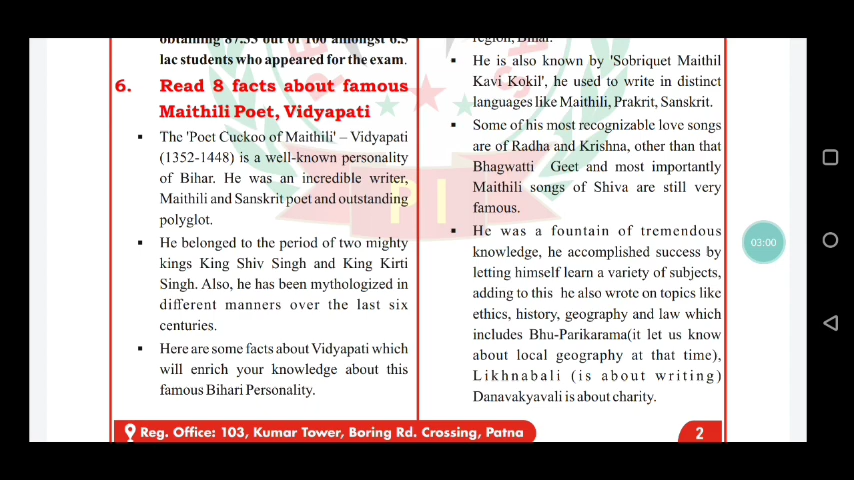 obtaining 87.33 out of 100 amongst 6.5
lac students who appeared for the exam.
6. Read 8 facts about famous
Maithili Poet, Vidyapati
▪ The 'Poet Cuckoo of Maithili' – Vidyapati
(1352-1448) is a well-known personality
of Bihar. He was an incredible writer,
Maithili and Sanskrit poet and outstanding
polyglot.
▪ He belonged to the period of two mighty
kings King Shiv Singh and King Kirti
Singh. Also, he has been mythologized in
different manners over the last six
centuries.
▪ Here are some facts about Vidyapati which
will enrich your knowledge about this
famous Bihari Personality.
region, Bihar.
▪ He is also known by 'Sobriquet Maithil
Kavi Kokil', he used to write in distinct
languages like Maithili, Prakrit, Sanskrit.
▪ Some of his most recognizable love songs
are of Radha and Krishna, other than that
Bhagwatti Geet and most importantly
Maithili songs of Shiva are still very
famous.
▪ He was a fountain of tremendous
knowledge, he accomplished success by
letting himself learn a variety of subjects,
adding to this he also wrote on topics like
ethics, history, geography and law which
includes Bhu-Parikarama(it let us know
about local geography at that time),
Likhnabali (is about writing)
Danavakyavali is about charity.
PI
03:00
Reg. Office: 103, Kumar Tower, Boring Rd. Crossing, Patna
2